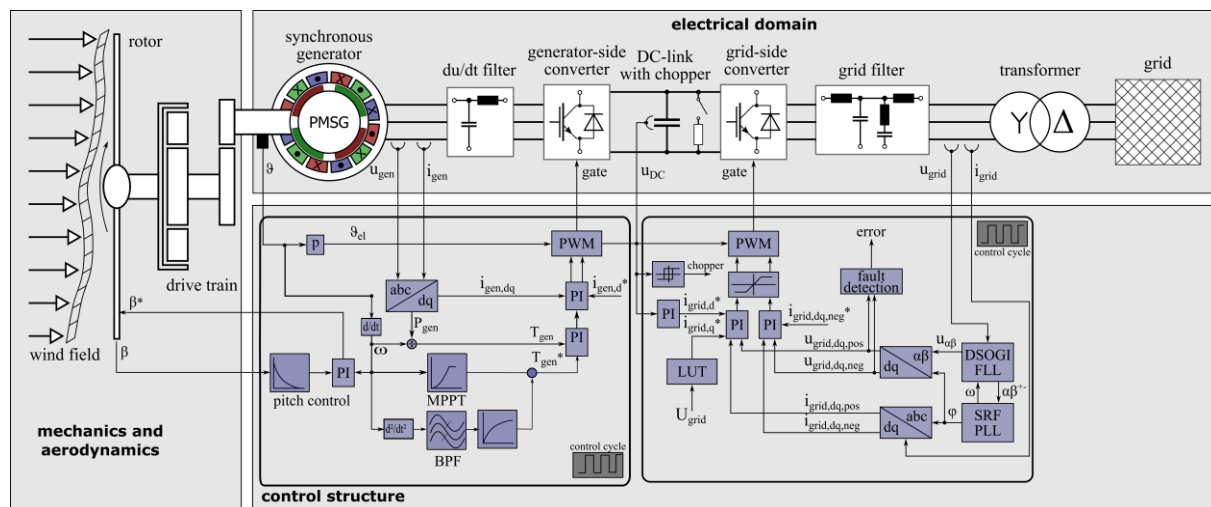 electrical domain
rotor
synchronous
generator
PMSG
du/dt filter
generator-side
converter
DC-link
with chopper
grid-side
converter
grid filter
transformer
Y
Δ
grid
ϑ
u_gen
i_gen
gate
u_DC
gate
u_grid
i_grid
wind field
drive train
β*
β
mechanics and
aerodynamics
p
ϑ_el
PWM
abc
dq
i_gen,dq
PI
i_gen,d*
d/dt
P_gen
ω
T_gen
PI
T_gen*
pitch control
PI
MPPT
d²/dt²
BPF
control cycle
control structure
PWM
chopper
error
control cycle
fault
detection
PI
i_grid,d*
i_grid,q*
PI
PI
i_grid,dq,neg*
LUT
U_grid
u_grid,dq,pos
u_grid,dq,neg
αβ
dq
u_αβ
DSOGI
FLL
ω
αβ⁺⁻
i_grid,dq,pos
i_grid,dq,neg
abc
dq
φ
SRF
PLL